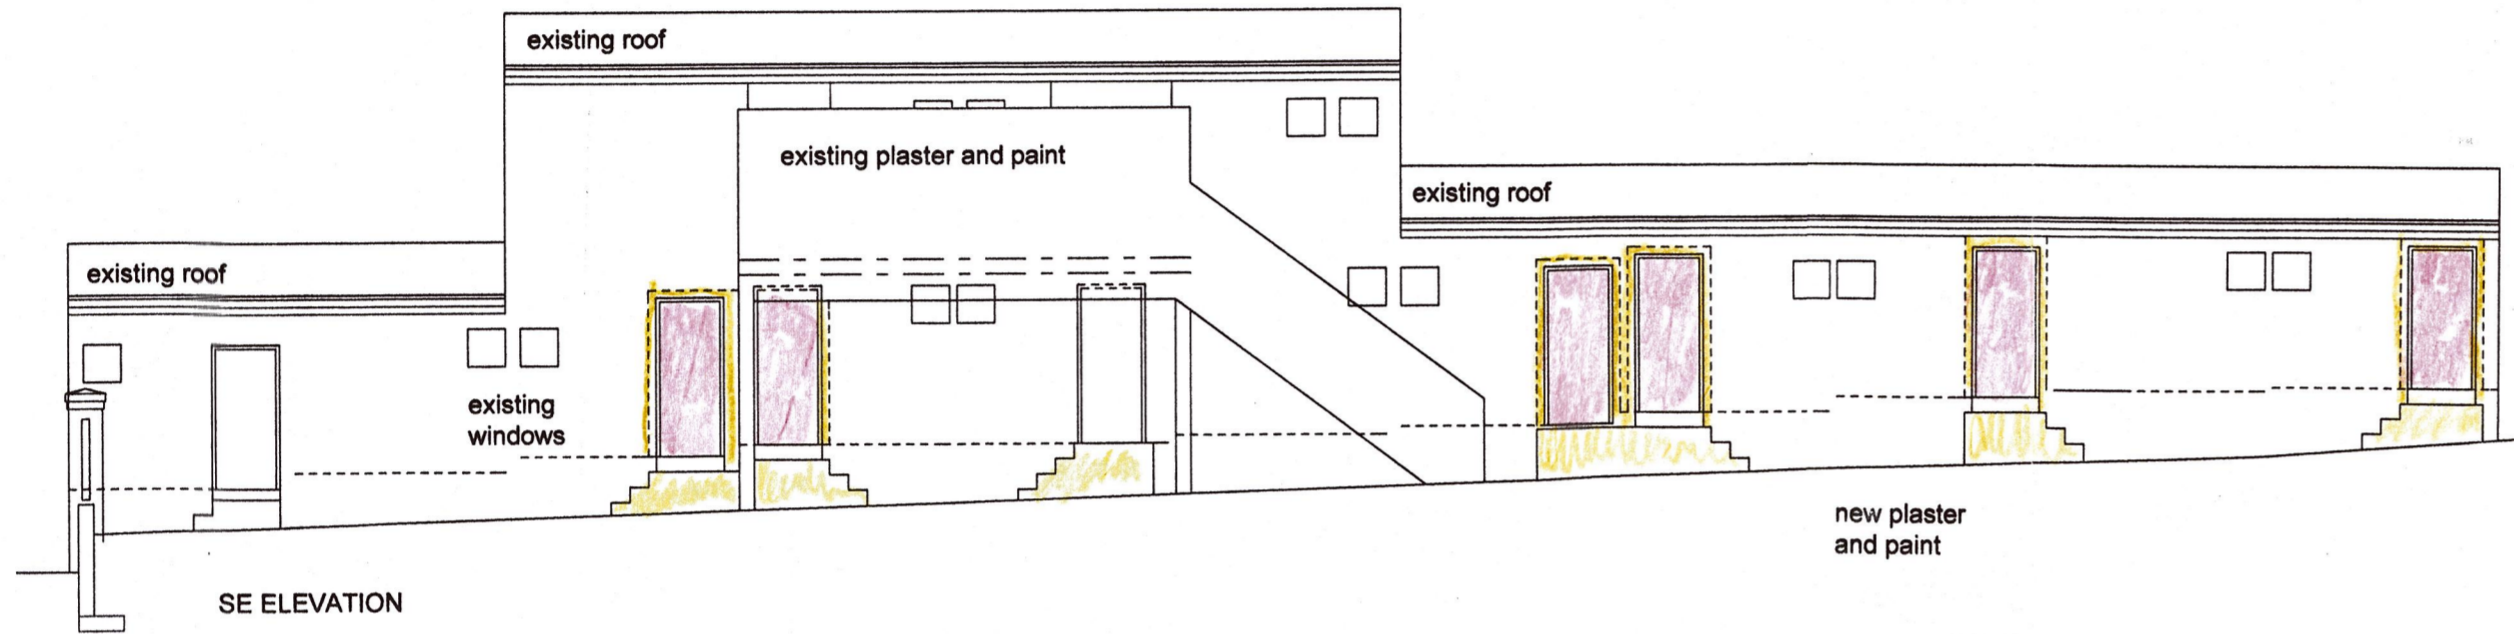 existing roof
existing plaster and paint
existing roof
existing roof
existing
windows
new plaster
and paint
SE ELEVATION